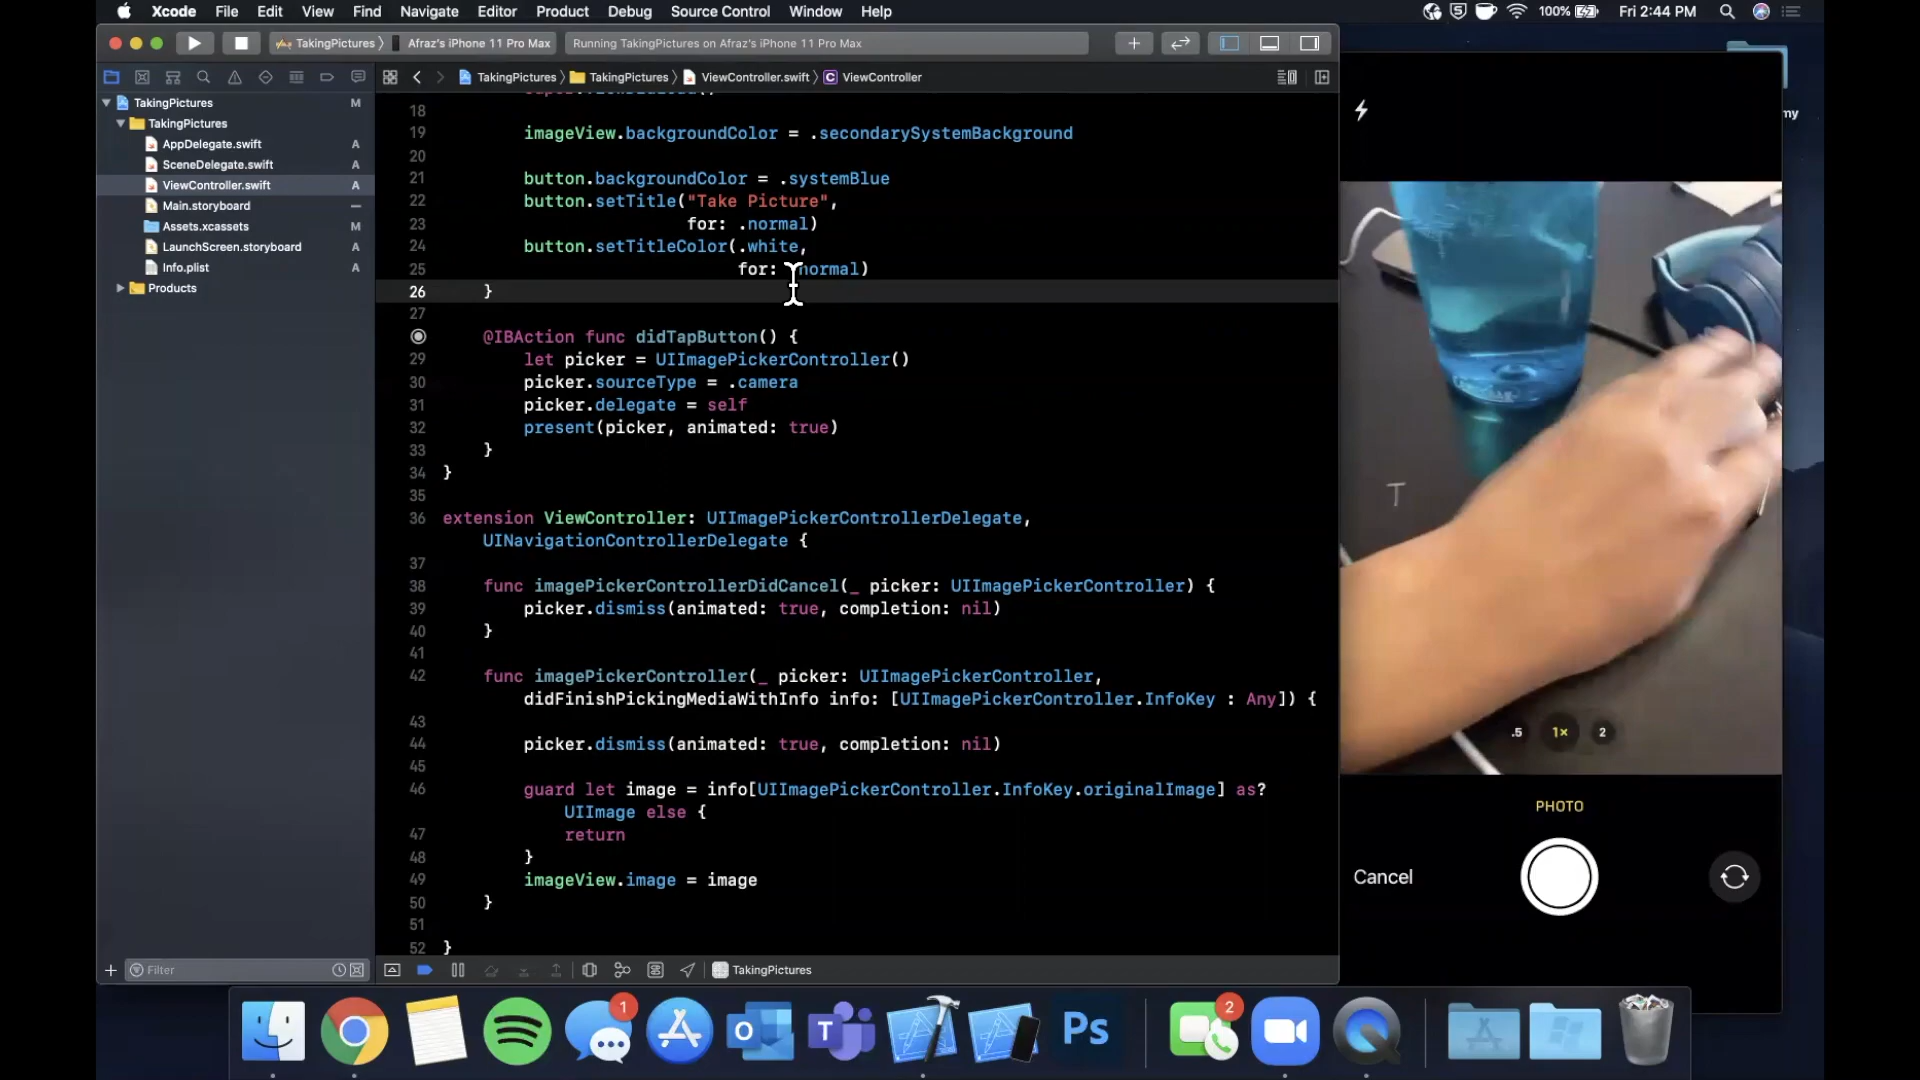 Xcode File Edit View Find Navigate Editor Product Debug Source Control Window Help 100% Fri 2:44 PM
TakingPictures Afraz's iPhone 11 Pro Max Running TakingPictures on Afraz's iPhone 11 Pro Max
TakingPictures TakingPictures ViewController.swift C ViewController
TakingPictures M
TakingPictures
AppDelegate.swift A
SceneDelegate.swift A
ViewController.swift A
Main.storyboard
Assets.xcassets M
LaunchScreen.storyboard
Info.plist A
Products
18
19 imageView.backgroundColor = .secondarySystemBackground
20
21 button.backgroundColor = .systemBlue
22 button.setTitle("Take Picture",
23 for: .normal)
24 button.setTitleColor(.white,
25 for: .normal)
26 }
27
@IBAction func didTapButton() {
29 let picker = UIImagePickerController()
30 picker.sourceType = .camera
31 picker.delegate = self
32 present(picker, animated: true)
33 }
34 }
35
36 extension ViewController: UIImagePickerControllerDelegate,
UINavigationControllerDelegate {
37
38 func imagePickerControllerDidCancel(_ picker: UIImagePickerController) {
39 picker.dismiss(animated: true, completion: nil)
40 }
41
42 func imagePickerController(_ picker: UIImagePickerController,
didFinishPickingMediaWithInfo info: [UIImagePickerController.InfoKey : Any]) {
43
44 picker.dismiss(animated: true, completion: nil)
45
46 guard let image = info[UIImagePickerController.InfoKey.originalImage] as?
UIImage else {
47 return
48 }
49 imageView.image = image
50 }
51
52 }
Filter
TakingPictures
my
T
.5 1× 2
PHOTO
Cancel
1
2
Ps